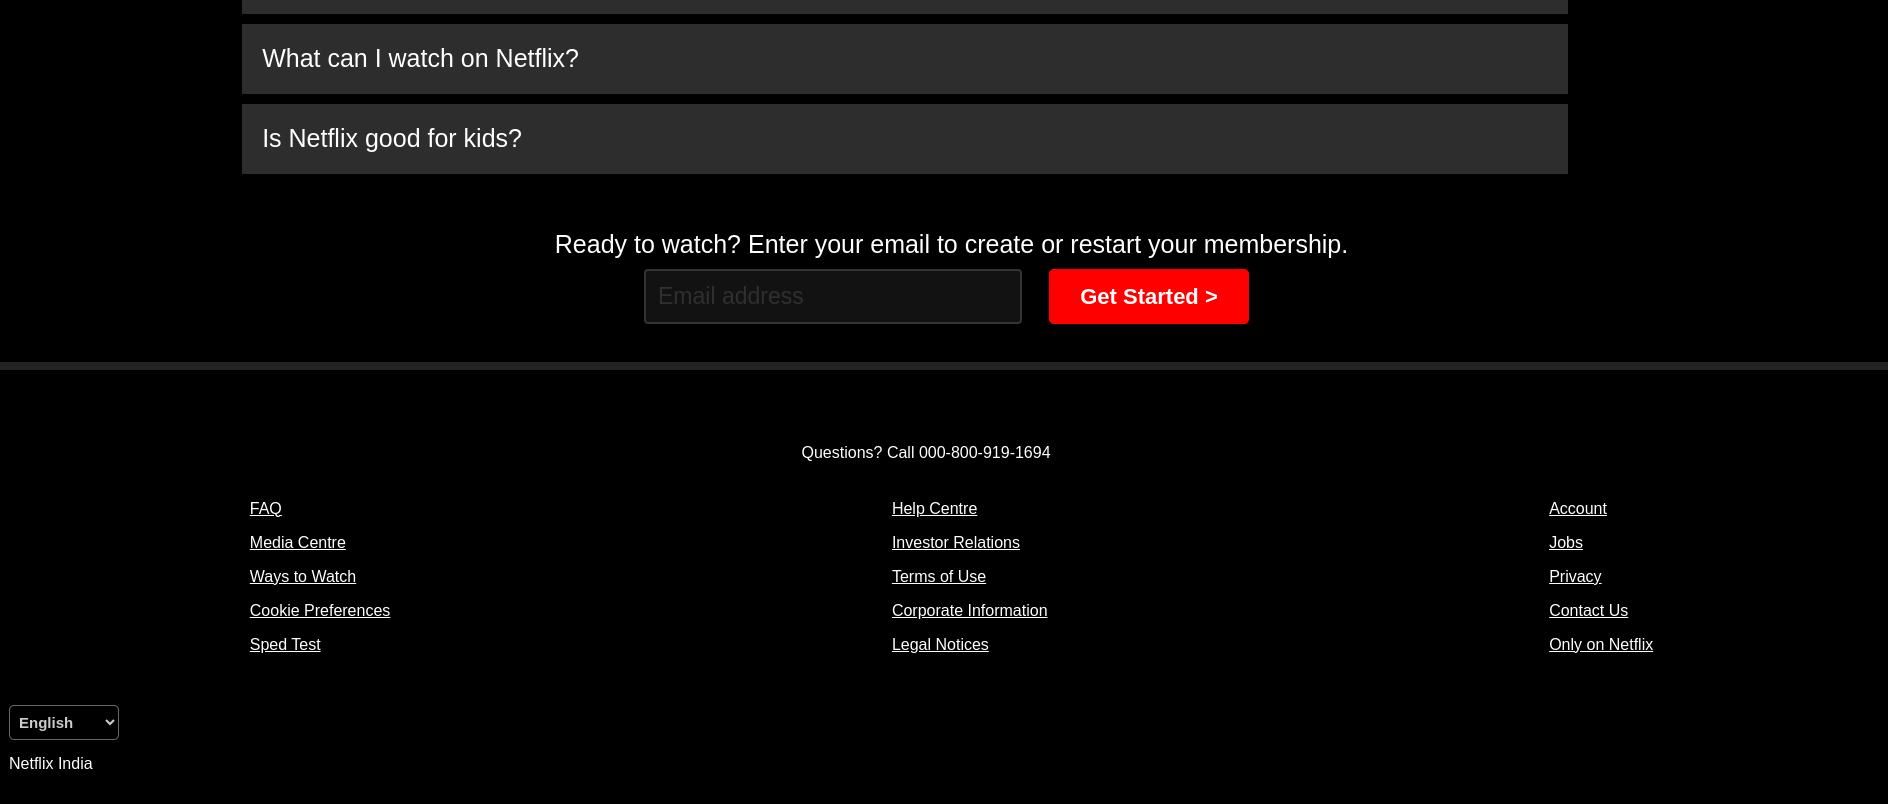 What can I watch on Netflix?
Is Netflix good for kids?
Ready to watch? Enter your email to create or restart your membership.
Email address
Get Started >
Questions? Call 000-800-919-1694
FAQ
Help Centre
Account
Media Centre
Investor Relations
Jobs
Ways to Watch
Terms of Use
Privacy
Cookie Preferences
Corporate Information
Contact Us
Sped Test
Legal Notices
Only on Netflix
English
Netflix India